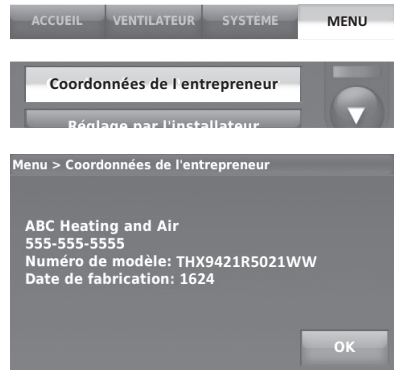 ACCUEIL VENTILATEUR SYSTÈME MENU
Coordonnées de l entrepreneur
Réglage par l'installateur
Menu > Coordonnées de l'entrepreneur
ABC Heating and Air
555-555-5555
Numéro de modèle: THX9421R5021WW
Date de fabrication: 1624
OK